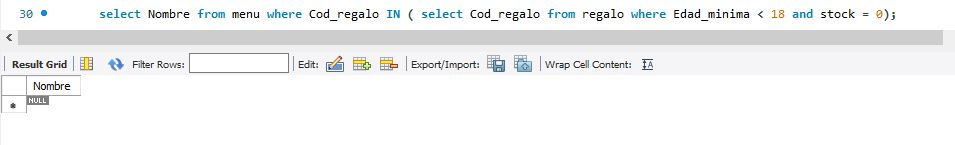 30 select Nombre from menu where Cod_regalo IN ( select Cod_regalo from regalo where Edad_minima < 18 and stock = 0);
Result Grid Filter Rows: Edit: Export/Import: Wrap Cell Content: IA
Nombre
* NULL